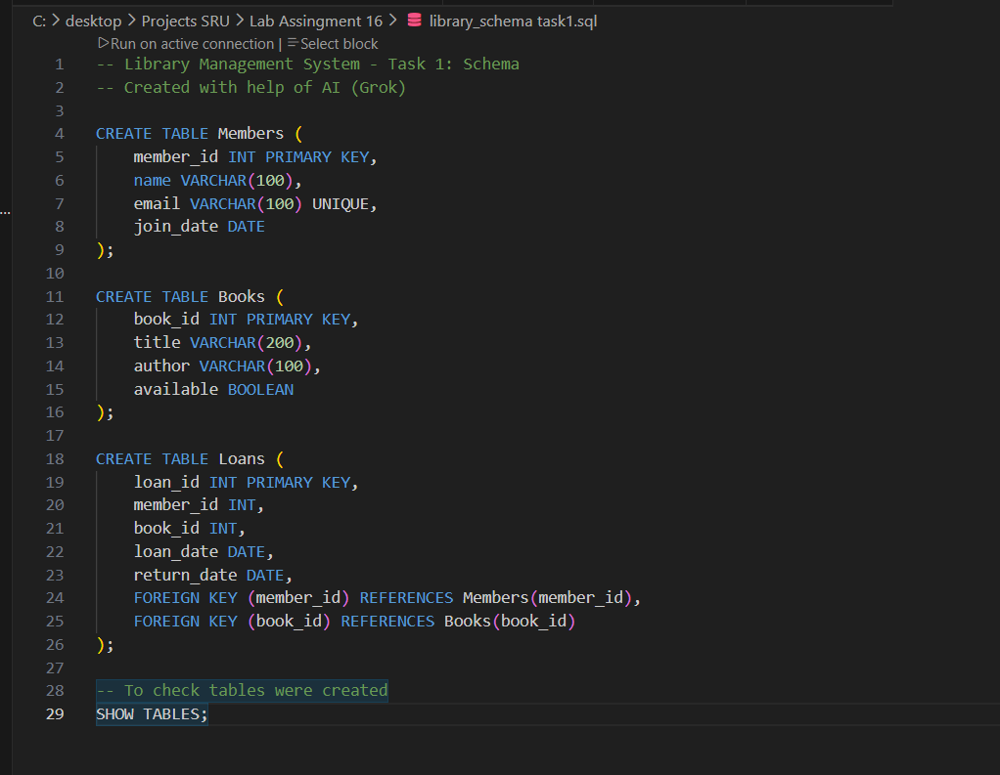 C: > desktop > Projects SRU > Lab Assingment 16 > library_schema task1.sql
Run on active connection | Select block
1 -- Library Management System - Task 1: Schema
2 -- Created with help of AI (Grok)
3
4 CREATE TABLE Members (
5     member_id INT PRIMARY KEY,
6     name VARCHAR(100),
7     email VARCHAR(100) UNIQUE,
8     join_date DATE
9 );
10
11 CREATE TABLE Books (
12     book_id INT PRIMARY KEY,
13     title VARCHAR(200),
14     author VARCHAR(100),
15     available BOOLEAN
16 );
17
18 CREATE TABLE Loans (
19     loan_id INT PRIMARY KEY,
20     member_id INT,
21     book_id INT,
22     loan_date DATE,
23     return_date DATE,
24     FOREIGN KEY (member_id) REFERENCES Members(member_id),
25     FOREIGN KEY (book_id) REFERENCES Books(book_id)
26 );
27
28 -- To check tables were created
29 SHOW TABLES;